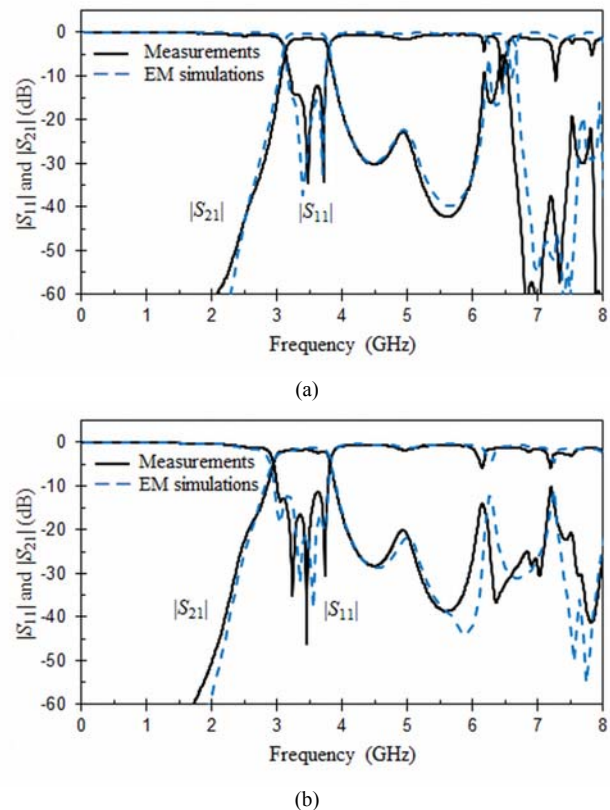 0
-10
-20
-30
-40
-50
-60
|S11| and |S21| (dB)
Measurements
EM simulations
|S21|
|S11|
0 1 2 3 4 5 6 7 8
Frequency (GHz)
(a)
0
-10
-20
-30
-40
-50
-60
|S11| and |S21| (dB)
Measurements
EM simulations
|S21|
|S11|
0 1 2 3 4 5 6 7 8
Frequency (GHz)
(b)